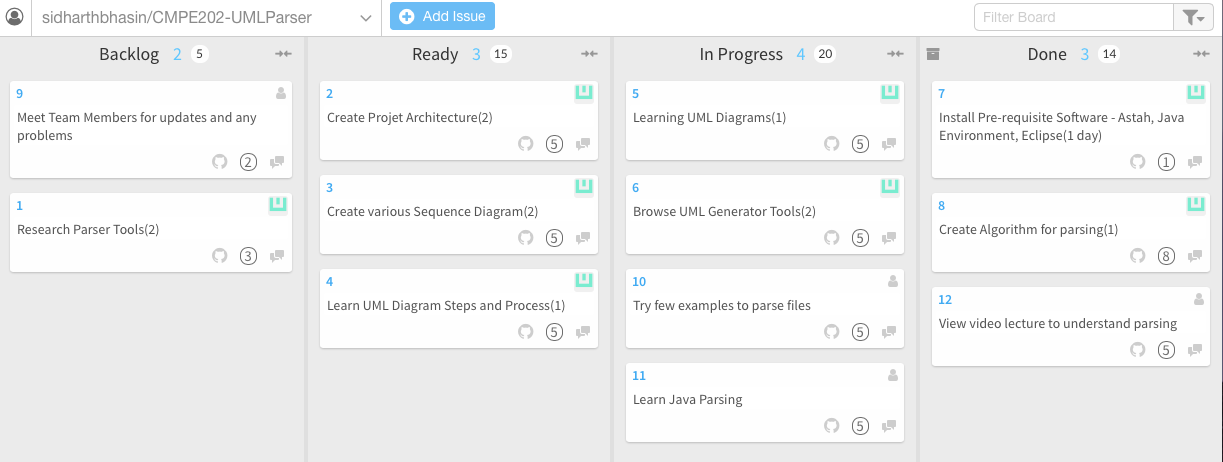 sidharthbhasin/CMPE202-UMLParser
Add Issue
Filter Board
Backlog 2 5
9
Meet Team Members for updates and any
problems
2
1
Research Parser Tools(2)
3
Ready 3 15
2
Create Projet Architecture(2)
5
3
Create various Sequence Diagram(2)
5
4
Learn UML Diagram Steps and Process(1)
5
In Progress 4 20
5
Learning UML Diagrams(1)
5
6
Browse UML Generator Tools(2)
5
10
Try few examples to parse files
5
11
Learn Java Parsing
5
Done 3 14
7
Install Pre-requisite Software - Astah, Java
Environment, Eclipse(1 day)
1
8
Create Algorithm for parsing(1)
8
12
View video lecture to understand parsing
5